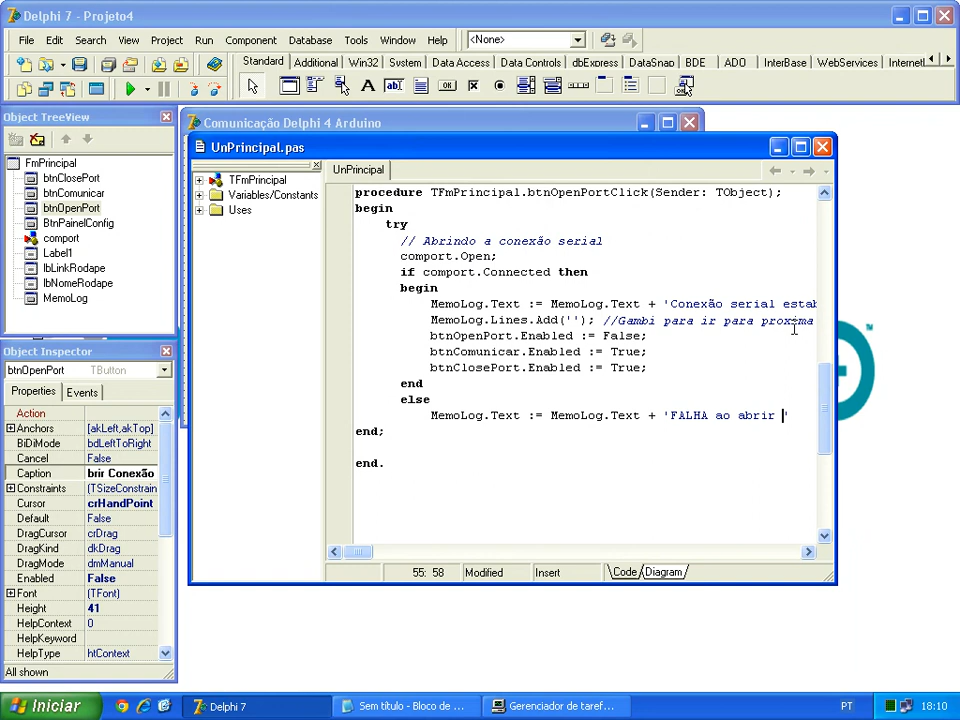 Delphi 7 - Projeto4
File Edit Search View Project Run Component Database Tools Window Help
<None>
Standard Additional Win32 System Data Access Data Controls dbExpress DataSnap BDE ADO InterBase WebServices
Object TreeView
FmPrincipal
btnClosePort
btnComunicar
btnOpenPort
BtnPainelConfig
comport
Label1
lbLinkRodape
lbNomeRodape
MemoLog
Comunicação Delphi 4 Arduino
UnPrincipal.pas
TFmPrincipal
Variables/Constants
Uses
UnPrincipal
procedure TFmPrincipal.btnOpenPortClick(Sender: TObject);
begin
try
// Abrindo a conexão serial
comport.Open;
if comport.Connected then
begin
MemoLog.Text := MemoLog.Text + 'Conexão serial estab
MemoLog.Lines.Add(''); //Gambi para ir para proxima
btnOpenPort.Enabled := False;
btnComunicar.Enabled := True;
btnClosePort.Enabled := True;
end
else
MemoLog.Text := MemoLog.Text + 'FALHA ao abrir '
end;
end.
55: 58 Modified Insert Code Diagram
Object Inspector
btnOpenPort TButton
Properties Events
Action
Anchors [akLeft,akTop]
BiDiMode bdLeftToRight
Cancel False
Caption brir Conexão
Constraints (TSizeConstrain
Cursor crHandPoint
Default False
DragCursor crDrag
DragKind dkDrag
DragMode dmManual
Enabled False
Font (TFont)
Height 41
HelpContext 0
HelpKeyword
HelpType htContext
All shown
Iniciar
Delphi 7
Sem título - Bloco de ...
Gerenciador de taref...
PT
18:10
TM